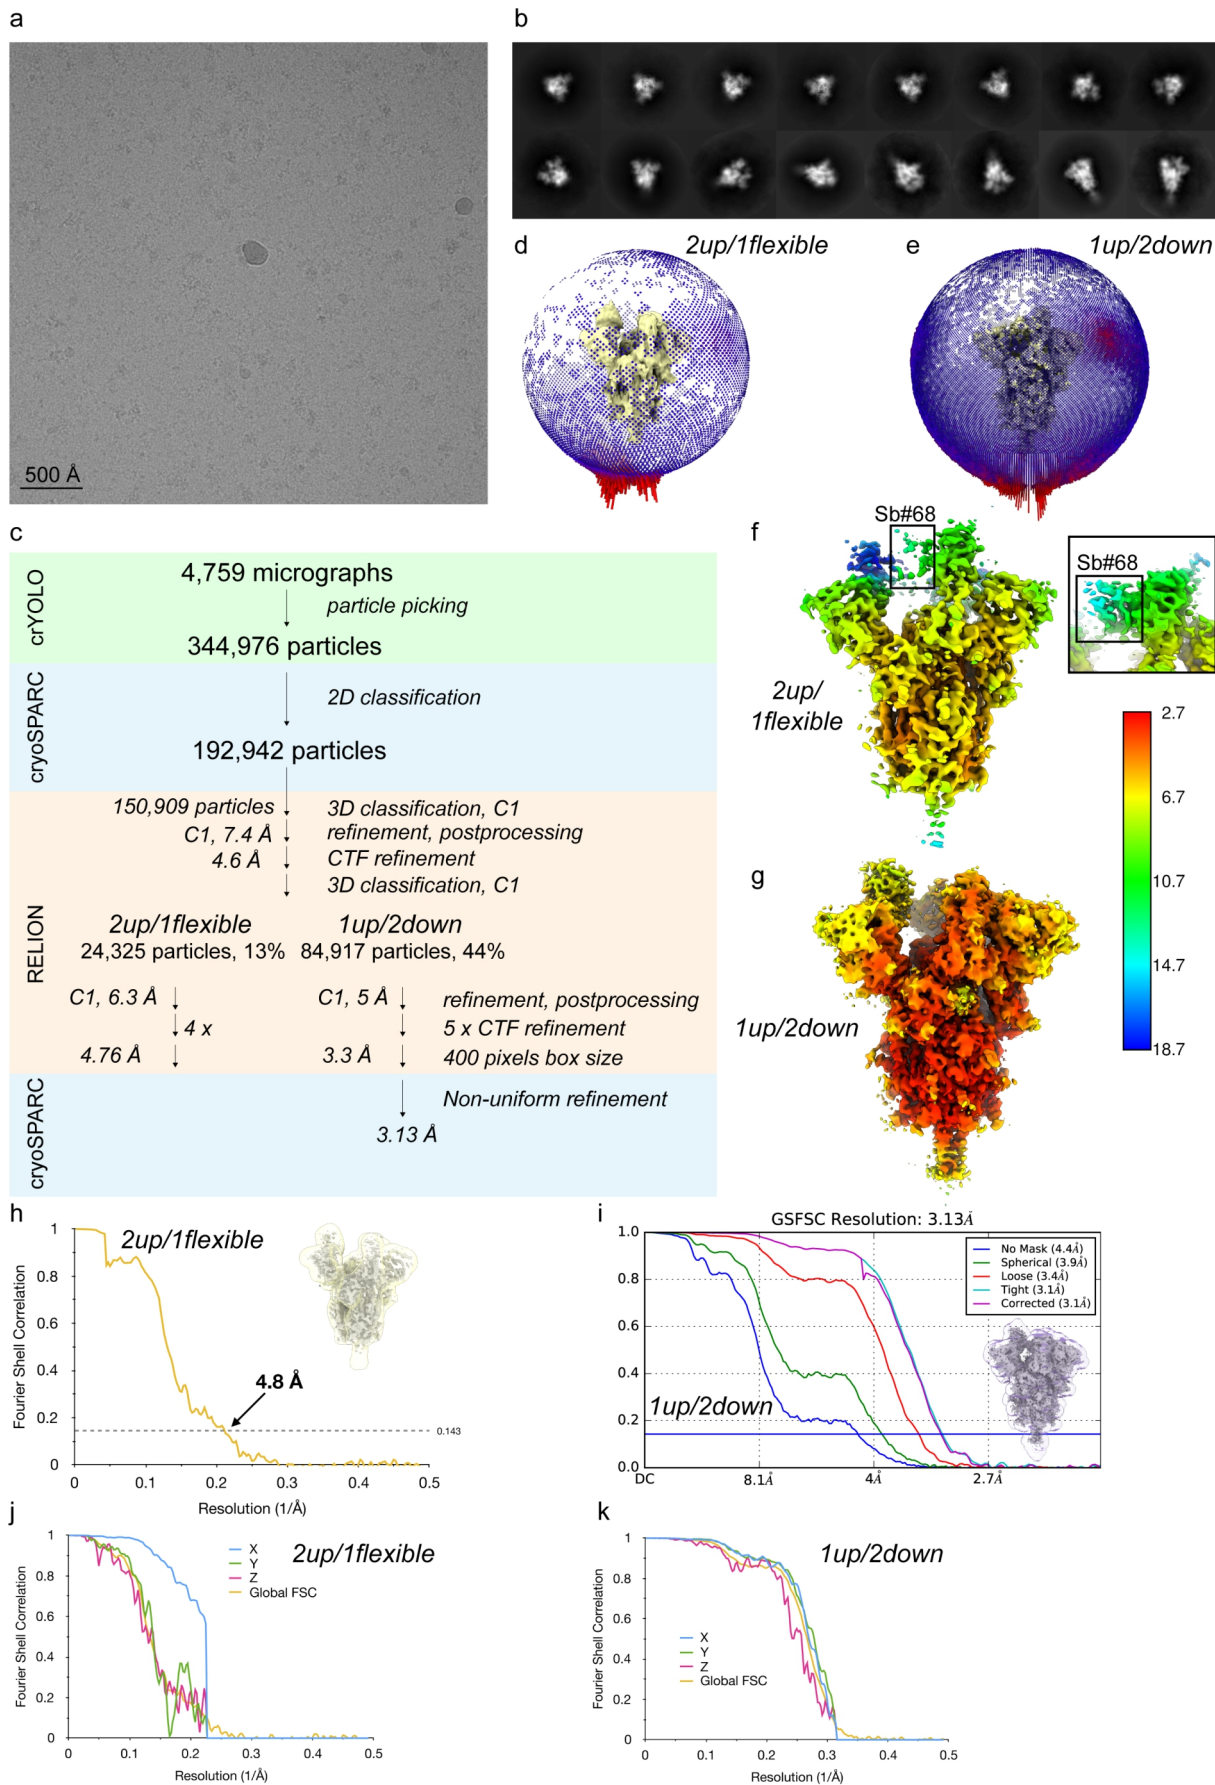 a
b
500 Å
d
2up/1flexible
e
1up/2down
c
crYOLO
4,759 micrographs
particle picking
344,976 particles
cryoSPARC
2D classification
192,942 particles
RELION
150,909 particles
3D classification, C1
C1, 7.4 Å
refinement, postprocessing
4.6 Å
CTF refinement
3D classification, C1
2up/1flexible
1up/2down
24,325 particles, 13%
84,917 particles, 44%
C1, 6.3 Å
C1, 5 Å
refinement, postprocessing
4 x
5 x CTF refinement
4.76 Å
3.3 Å
400 pixels box size
cryoSPARC
Non-uniform refinement
3.13 Å
f
Sb#68
Sb#68
2up/
1flexible
2.7
6.7
10.7
14.7
18.7
g
1up/2down
h
2up/1flexible
Fourier Shell Correlation
1
0.8
0.6
0.4
0.2
0
4.8 Å
0.143
0
0.1
0.2
0.3
0.4
0.5
Resolution (1/Å)
i
GSFSC Resolution: 3.13Å
1.0
0.8
0.6
0.4
0.2
0.0
No Mask (4.4Å)
Spherical (3.9Å)
Loose (3.4Å)
Tight (3.1Å)
Corrected (3.1Å)
1up/2down
DC
8.1Å
4Å
2.7Å
j
2up/1flexible
X
Y
Z
Global FSC
Fourier Shell Correlation
1
0.8
0.6
0.4
0.2
0
0
0.1
0.2
0.3
0.4
0.5
Resolution (1/Å)
k
1up/2down
X
Y
Z
Global FSC
Fourier Shell Correlation
1
0.8
0.6
0.4
0.2
0
0
0.1
0.2
0.3
0.4
0.5
Resolution (1/Å)